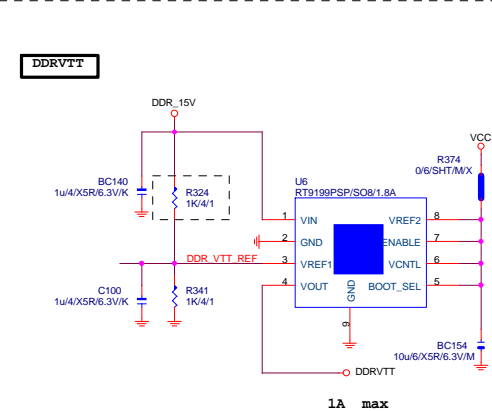 DDRVTT
DDR_15V
VCC
R374
0/6/SHT/M/X
BC140
1u/4/X5R/6.3V/K
R324
1K/4/1
U6
RT9199PSP/SO8/1.8A
1 VIN VREF2 8
2 GND ENABLE 7
DDR_VTT_REF 3 VREF1 VCNTL 6
4 VOUT GND BOOT_SEL 5
C100
1u/4/X5R/6.3V/K
R341
1K/4/1
9
BC154
10u/6/X5R/6.3V/M
DDRVTT
1A max